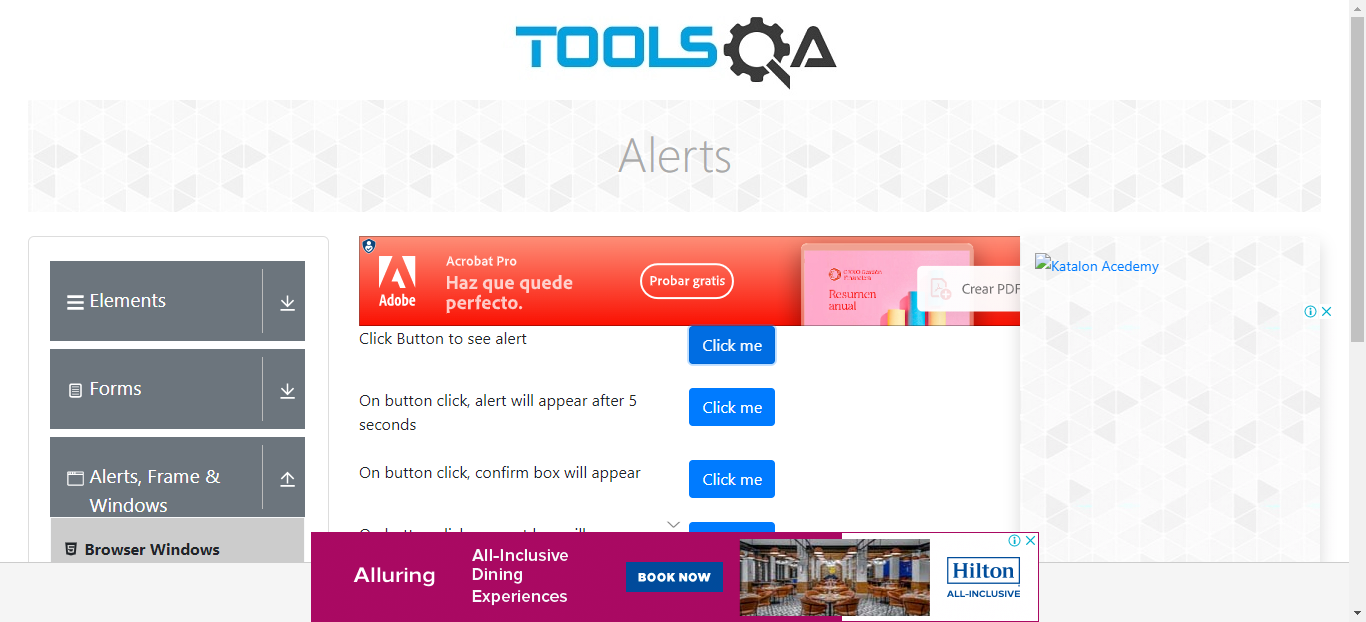 TOOLSQA
Alerts
Elements
Forms
Alerts, Frame &
Windows
Browser Windows
Adobe
Acrobat Pro
Haz que quede
perfecto.
Probar gratis
Resumen
anual
Crear PDF
Click Button to see alert
Click me
On button click, alert will appear after 5
seconds
Click me
On button click, confirm box will appear
Click me
Katalon Acedemy
Alluring
All-Inclusive
Dining
Experiences
BOOK NOW
Hilton
ALL-INCLUSIVE